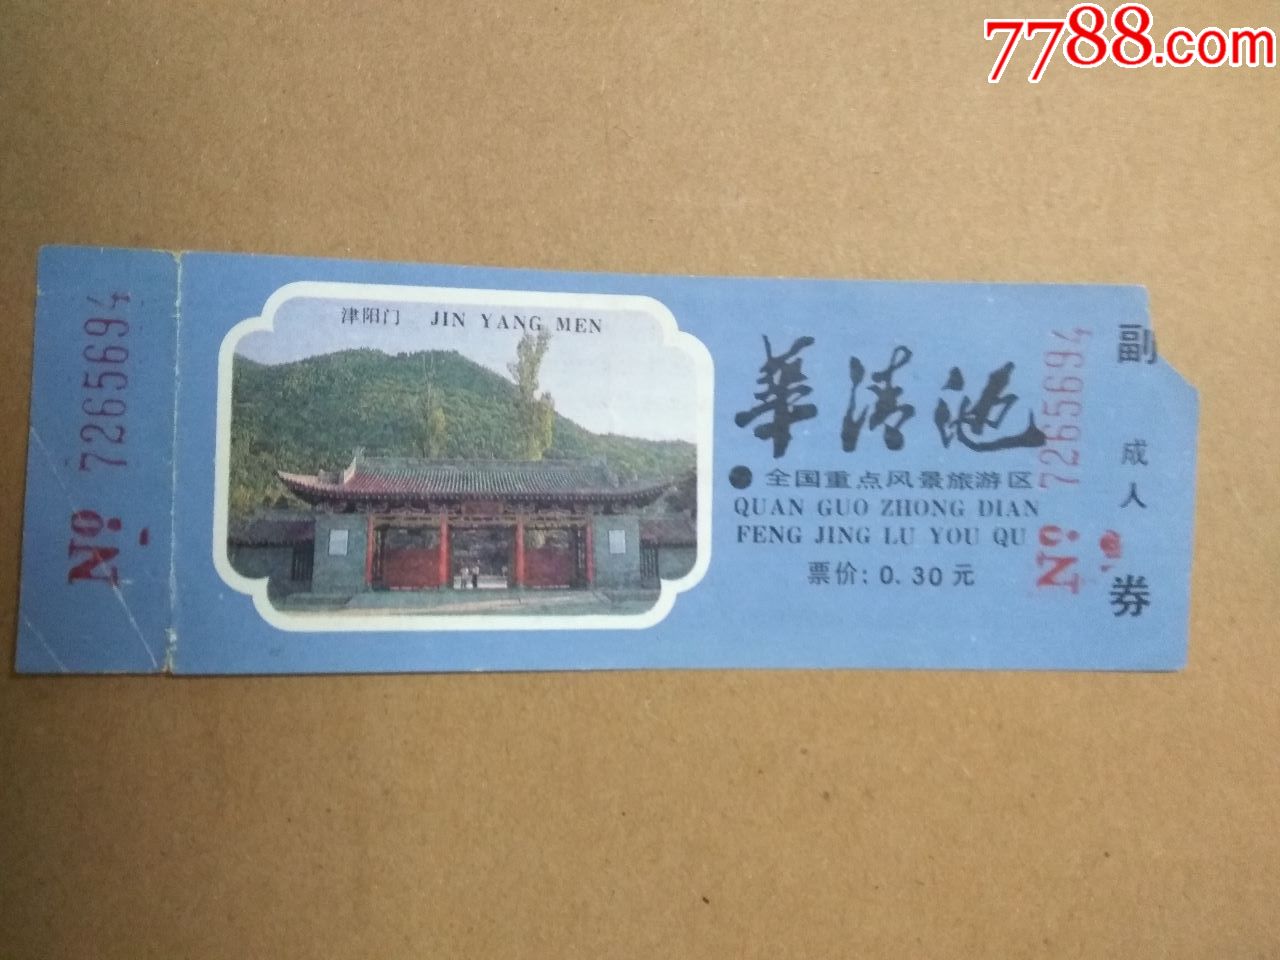 7788.com
№ 7265694
津阳门 JIN YANG MEN
華清池
●全国重点风景旅游区
QUAN GUO ZHONG DIAN
FENG JING LU YOU QU
票价: 0.30元
№ 7265694
副
成人
券